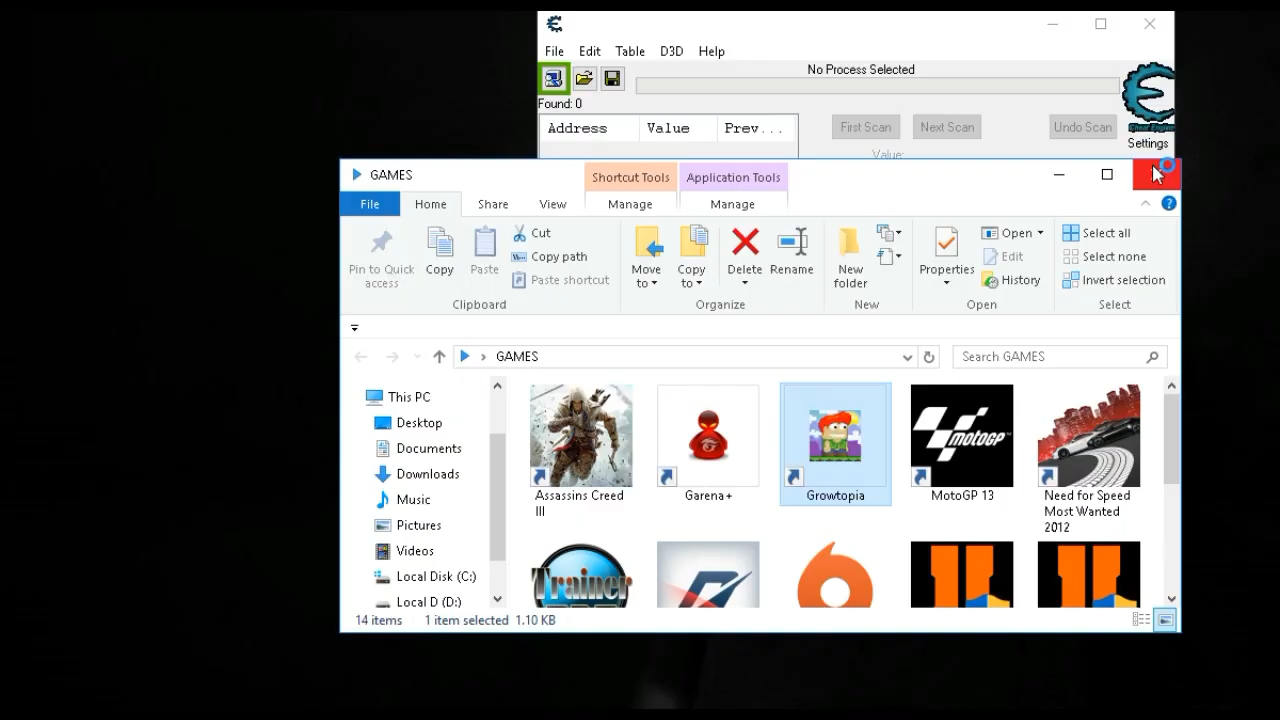 File Edit Table D3D Help
No Process Selected
Found: 0
Address Value Prev...
First Scan Next Scan Undo Scan
Cheat Engine
Settings
Value:
GAMES
Shortcut Tools Application Tools
File Home Share View Manage Manage
Pin to Quick access
Copy
Paste
Cut
Copy path
Paste shortcut
Clipboard
Move to
Copy to
Delete
Rename
Organize
New folder
New
Properties
Open
Edit
History
Open
Select all
Select none
Invert selection
Select
GAMES
Search GAMES
This PC
Desktop
Documents
Downloads
Music
Pictures
Videos
Local Disk (C:)
Local D (D:)
Assassins Creed
III
Garena+
Growtopia
MotoGP
MotoGP 13
Need for Speed
Most Wanted
2012
Trainer
14 items 1 item selected 1.10 KB